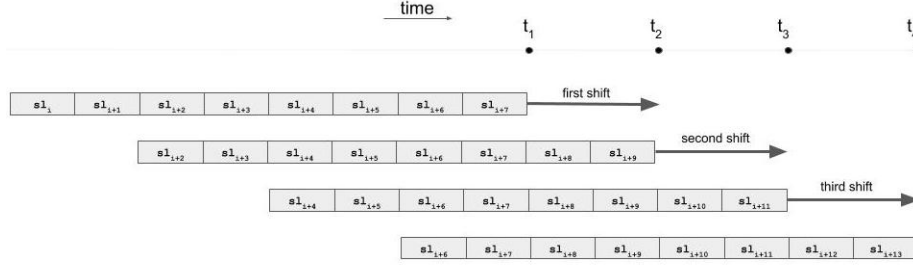 time
t₁ t₂ t₃
slᵢ slᵢ₊₁ slᵢ₊₂ slᵢ₊₃ slᵢ₊₄ slᵢ₊₅ slᵢ₊₆ slᵢ₊₇ first shift
slᵢ₊₂ slᵢ₊₃ slᵢ₊₄ slᵢ₊₅ slᵢ₊₆ slᵢ₊₇ slᵢ₊₈ slᵢ₊₉ second shift
slᵢ₊₄ slᵢ₊₅ slᵢ₊₆ slᵢ₊₇ slᵢ₊₈ slᵢ₊₉ slᵢ₊₁₀ slᵢ₊₁₁ third shift
slᵢ₊₆ slᵢ₊₇ slᵢ₊₈ slᵢ₊₉ slᵢ₊₁₀ slᵢ₊₁₁ slᵢ₊₁₂ slᵢ₊₁₃